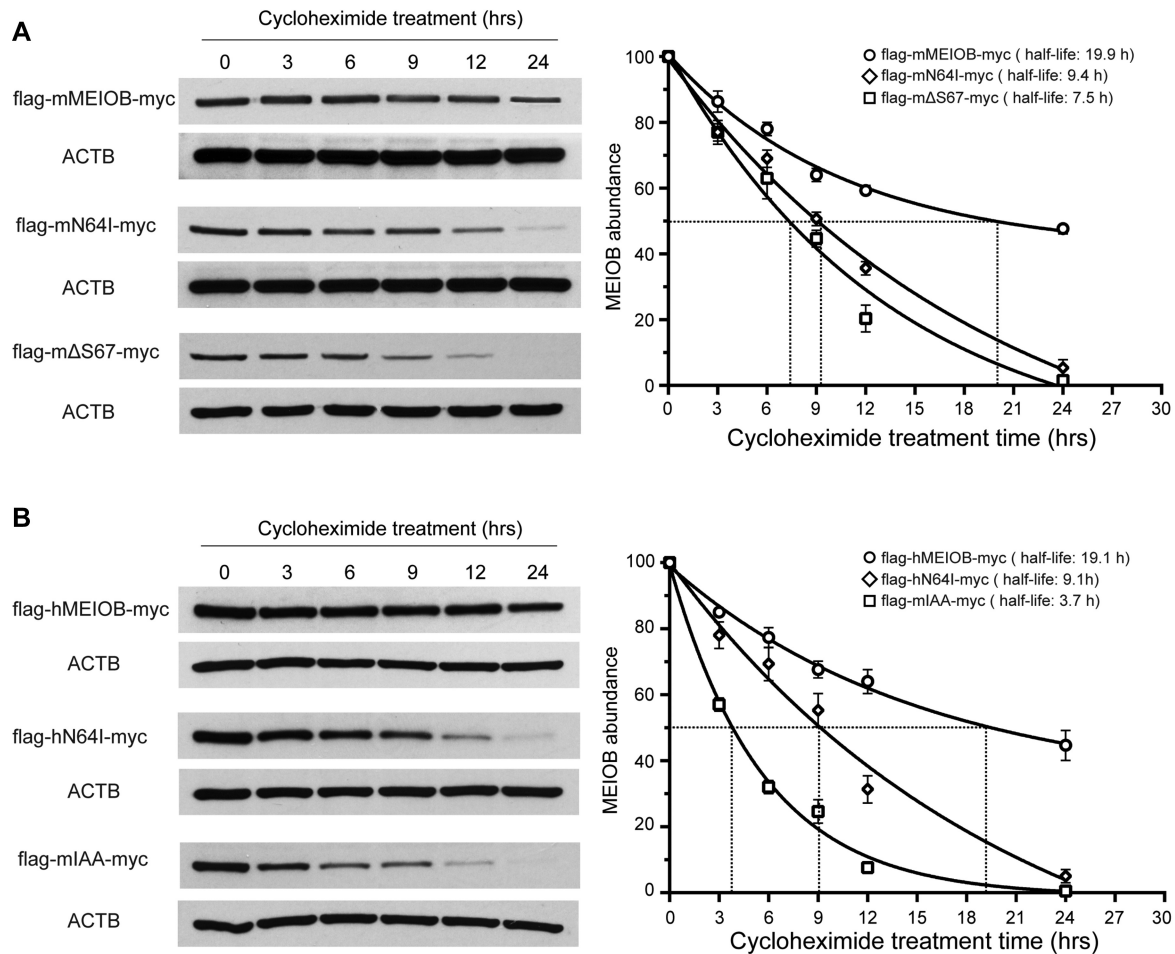 A
Cycloheximide treatment (hrs)
0 3 6 9 12 24
flag-mMEIOB-myc
ACTB
flag-mN64I-myc
ACTB
flag-mΔS67-myc
ACTB
flag-mMEIOB-myc ( half-life: 19.9 h)
flag-mN64I-myc ( half-life: 9.4 h)
flag-mΔS67-myc ( half-life: 7.5 h)
MEIOB abundance
100
80
60
40
20
0
0 3 6 9 12 15 18 21 24 27 30
Cycloheximide treatment time (hrs)
B
Cycloheximide treatment (hrs)
0 3 6 9 12 24
flag-hMEIOB-myc
ACTB
flag-hN64I-myc
ACTB
flag-mIAA-myc
ACTB
flag-hMEIOB-myc ( half-life: 19.1 h)
flag-hN64I-myc ( half-life: 9.1h)
flag-mIAA-myc ( half-life: 3.7 h)
MEIOB abundance
100
80
60
40
20
0
0 3 6 9 12 15 18 21 24 27 30
Cycloheximide treatment time (hrs)